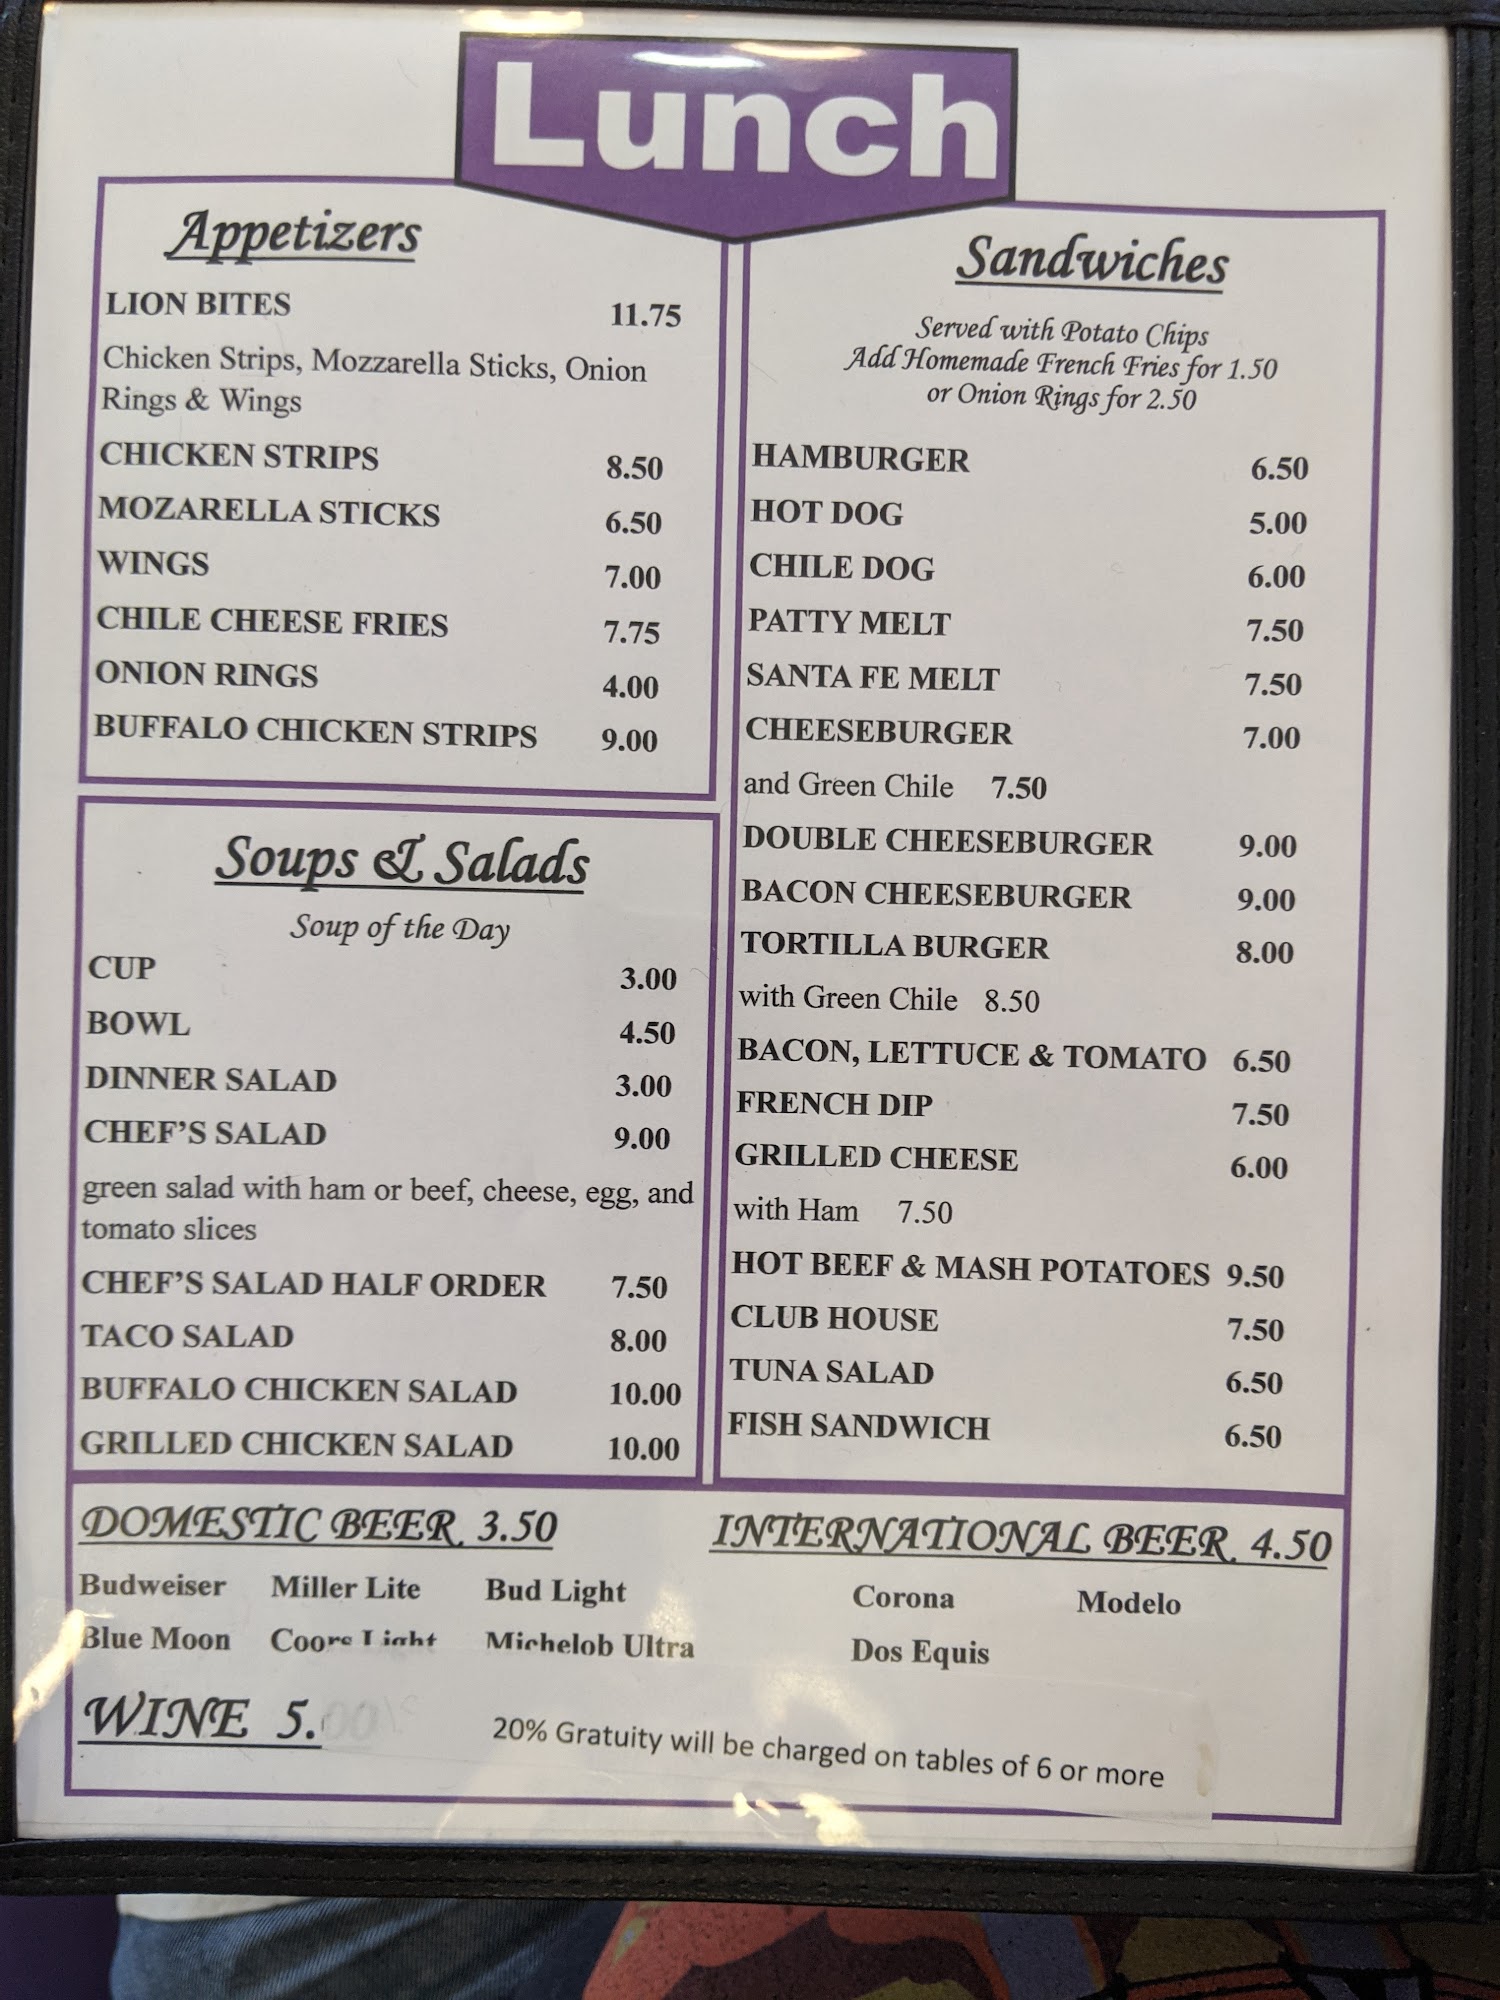 Lunch
Appetizers
LION BITES 11.75
Chicken Strips, Mozzarella Sticks, Onion
Rings & Wings
CHICKEN STRIPS 8.50
MOZARELLA STICKS 6.50
WINGS 7.00
CHILE CHEESE FRIES 7.75
ONION RINGS 4.00
BUFFALO CHICKEN STRIPS 9.00
Soups & Salads
Soup of the Day
CUP 3.00
BOWL 4.50
DINNER SALAD 3.00
CHEF'S SALAD 9.00
green salad with ham or beef, cheese, egg, and
tomato slices
CHEF'S SALAD HALF ORDER 7.50
TACO SALAD 8.00
BUFFALO CHICKEN SALAD 10.00
GRILLED CHICKEN SALAD 10.00
Sandwiches
Served with Potato Chips
Add Homemade French Fries for 1.50
or Onion Rings for 2.50
HAMBURGER 6.50
HOT DOG 5.00
CHILE DOG 6.00
PATTY MELT 7.50
SANTA FE MELT 7.50
CHEESEBURGER 7.00
and Green Chile 7.50
DOUBLE CHEESEBURGER 9.00
BACON CHEESEBURGER 9.00
TORTILLA BURGER 8.00
with Green Chile 8.50
BACON, LETTUCE & TOMATO 6.50
FRENCH DIP 7.50
GRILLED CHEESE 6.00
with Ham 7.50
HOT BEEF & MASH POTATOES 9.50
CLUB HOUSE 7.50
TUNA SALAD 6.50
FISH SANDWICH 6.50
DOMESTIC BEER 3.50
Budweiser Miller Lite Bud Light
Blue Moon Coors Light Michelob Ultra
INTERNATIONAL BEER 4.50
Corona Modelo
Dos Equis
WINE 5.00
20% Gratuity will be charged on tables of 6 or more